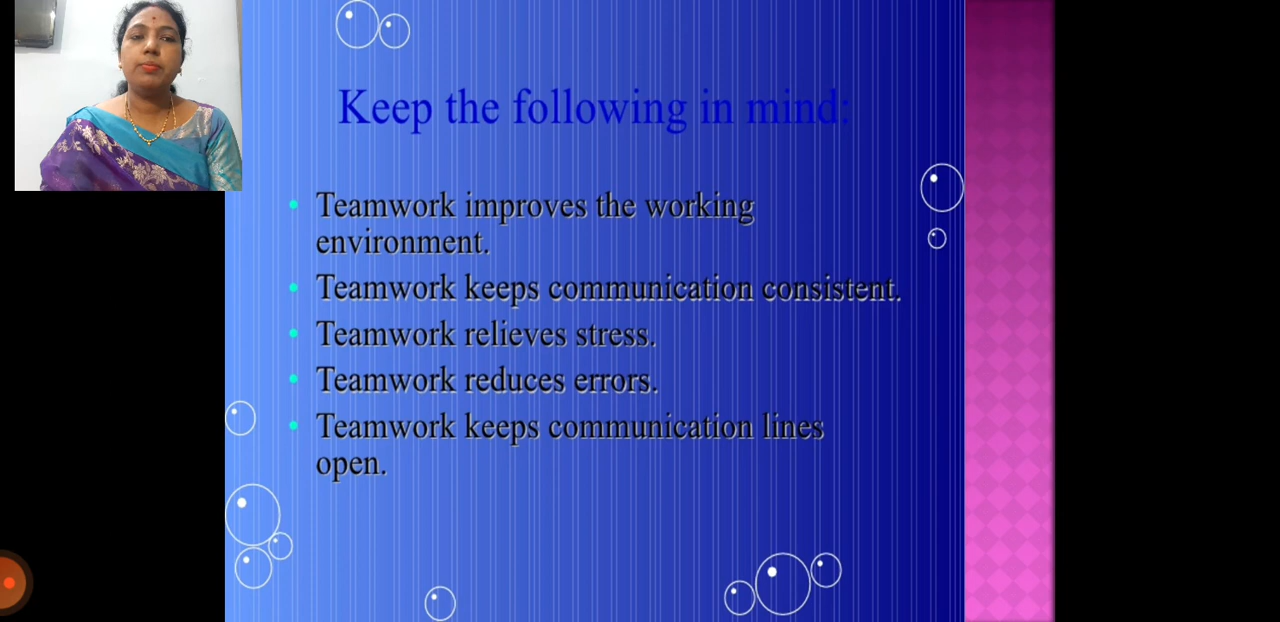 Keep the following in mind:
Teamwork improves the working
environment.
Teamwork keeps communication consistent.
Teamwork relieves stress.
Teamwork reduces errors.
Teamwork keeps communication lines
open.